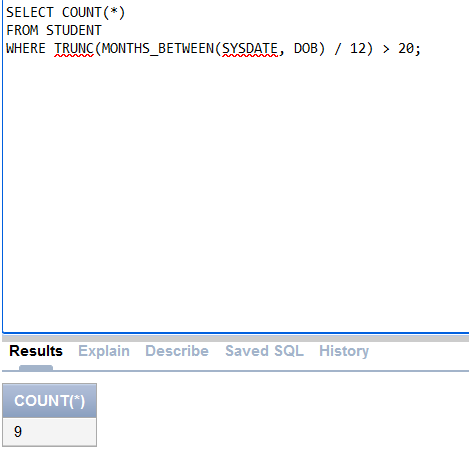 SELECT COUNT(*)
FROM STUDENT
WHERE TRUNC(MONTHS_BETWEEN(SYSDATE, DOB) / 12) > 20;
Results Explain Describe Saved SQL History
COUNT(*)
9